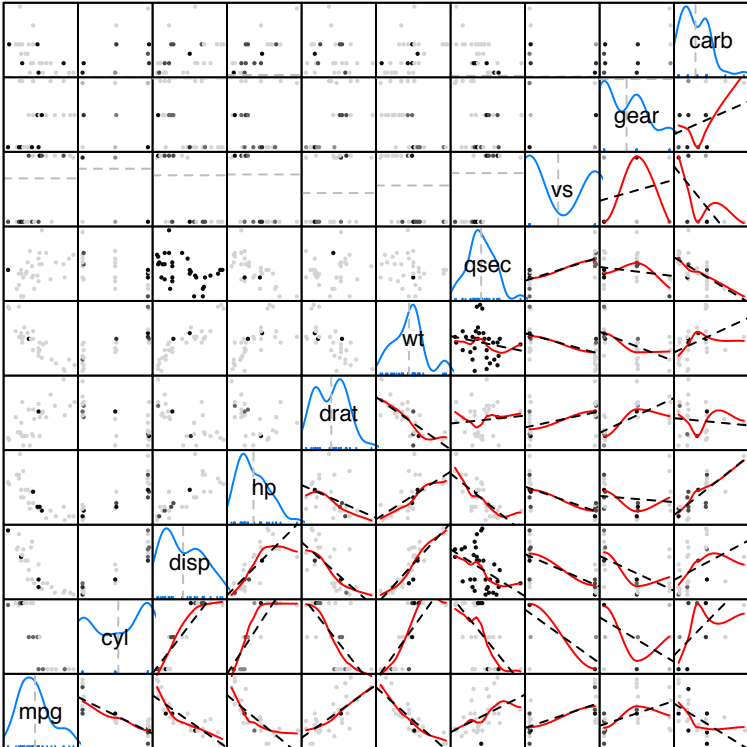 carb
gear
vs
qsec
wt
drat
hp
disp
cyl
mpg